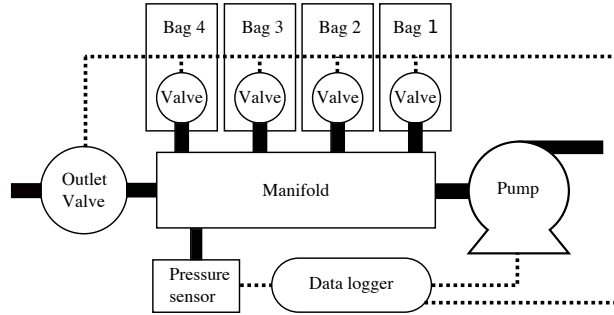 Bag 4
Bag 3
Bag 2
Bag 1
Valve
Valve
Valve
Valve
Outlet
Valve
Manifold
Pump
Pressure
sensor
Data logger